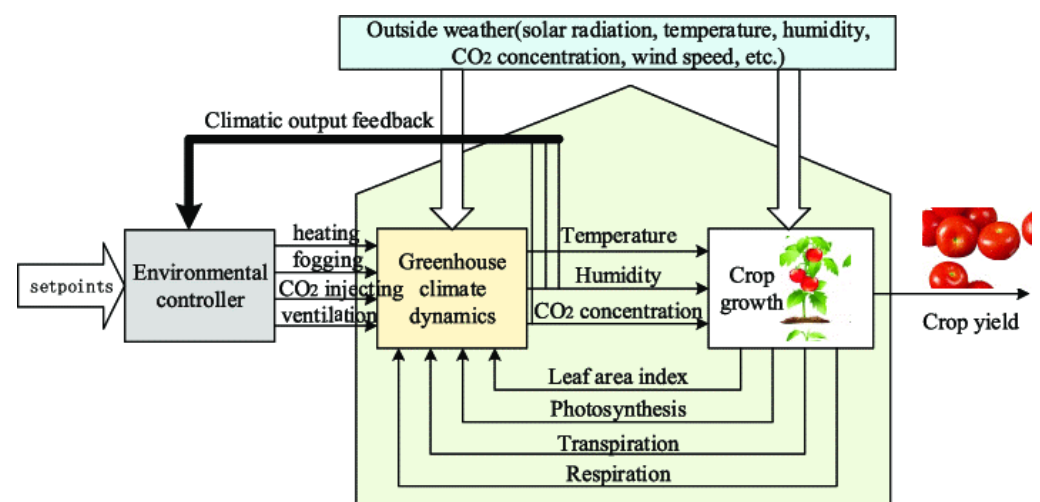 Outside weather(solar radiation, temperature, humidity,
CO2 concentration, wind speed, etc.)
Climatic output feedback
setpoints
Environmental
controller
heating
fogging
CO2 injecting
ventilation
Greenhouse
climate
dynamics
Temperature
Humidity
CO2 concentration
Crop
growth
Crop yield
Leaf area index
Photosynthesis
Transpiration
Respiration